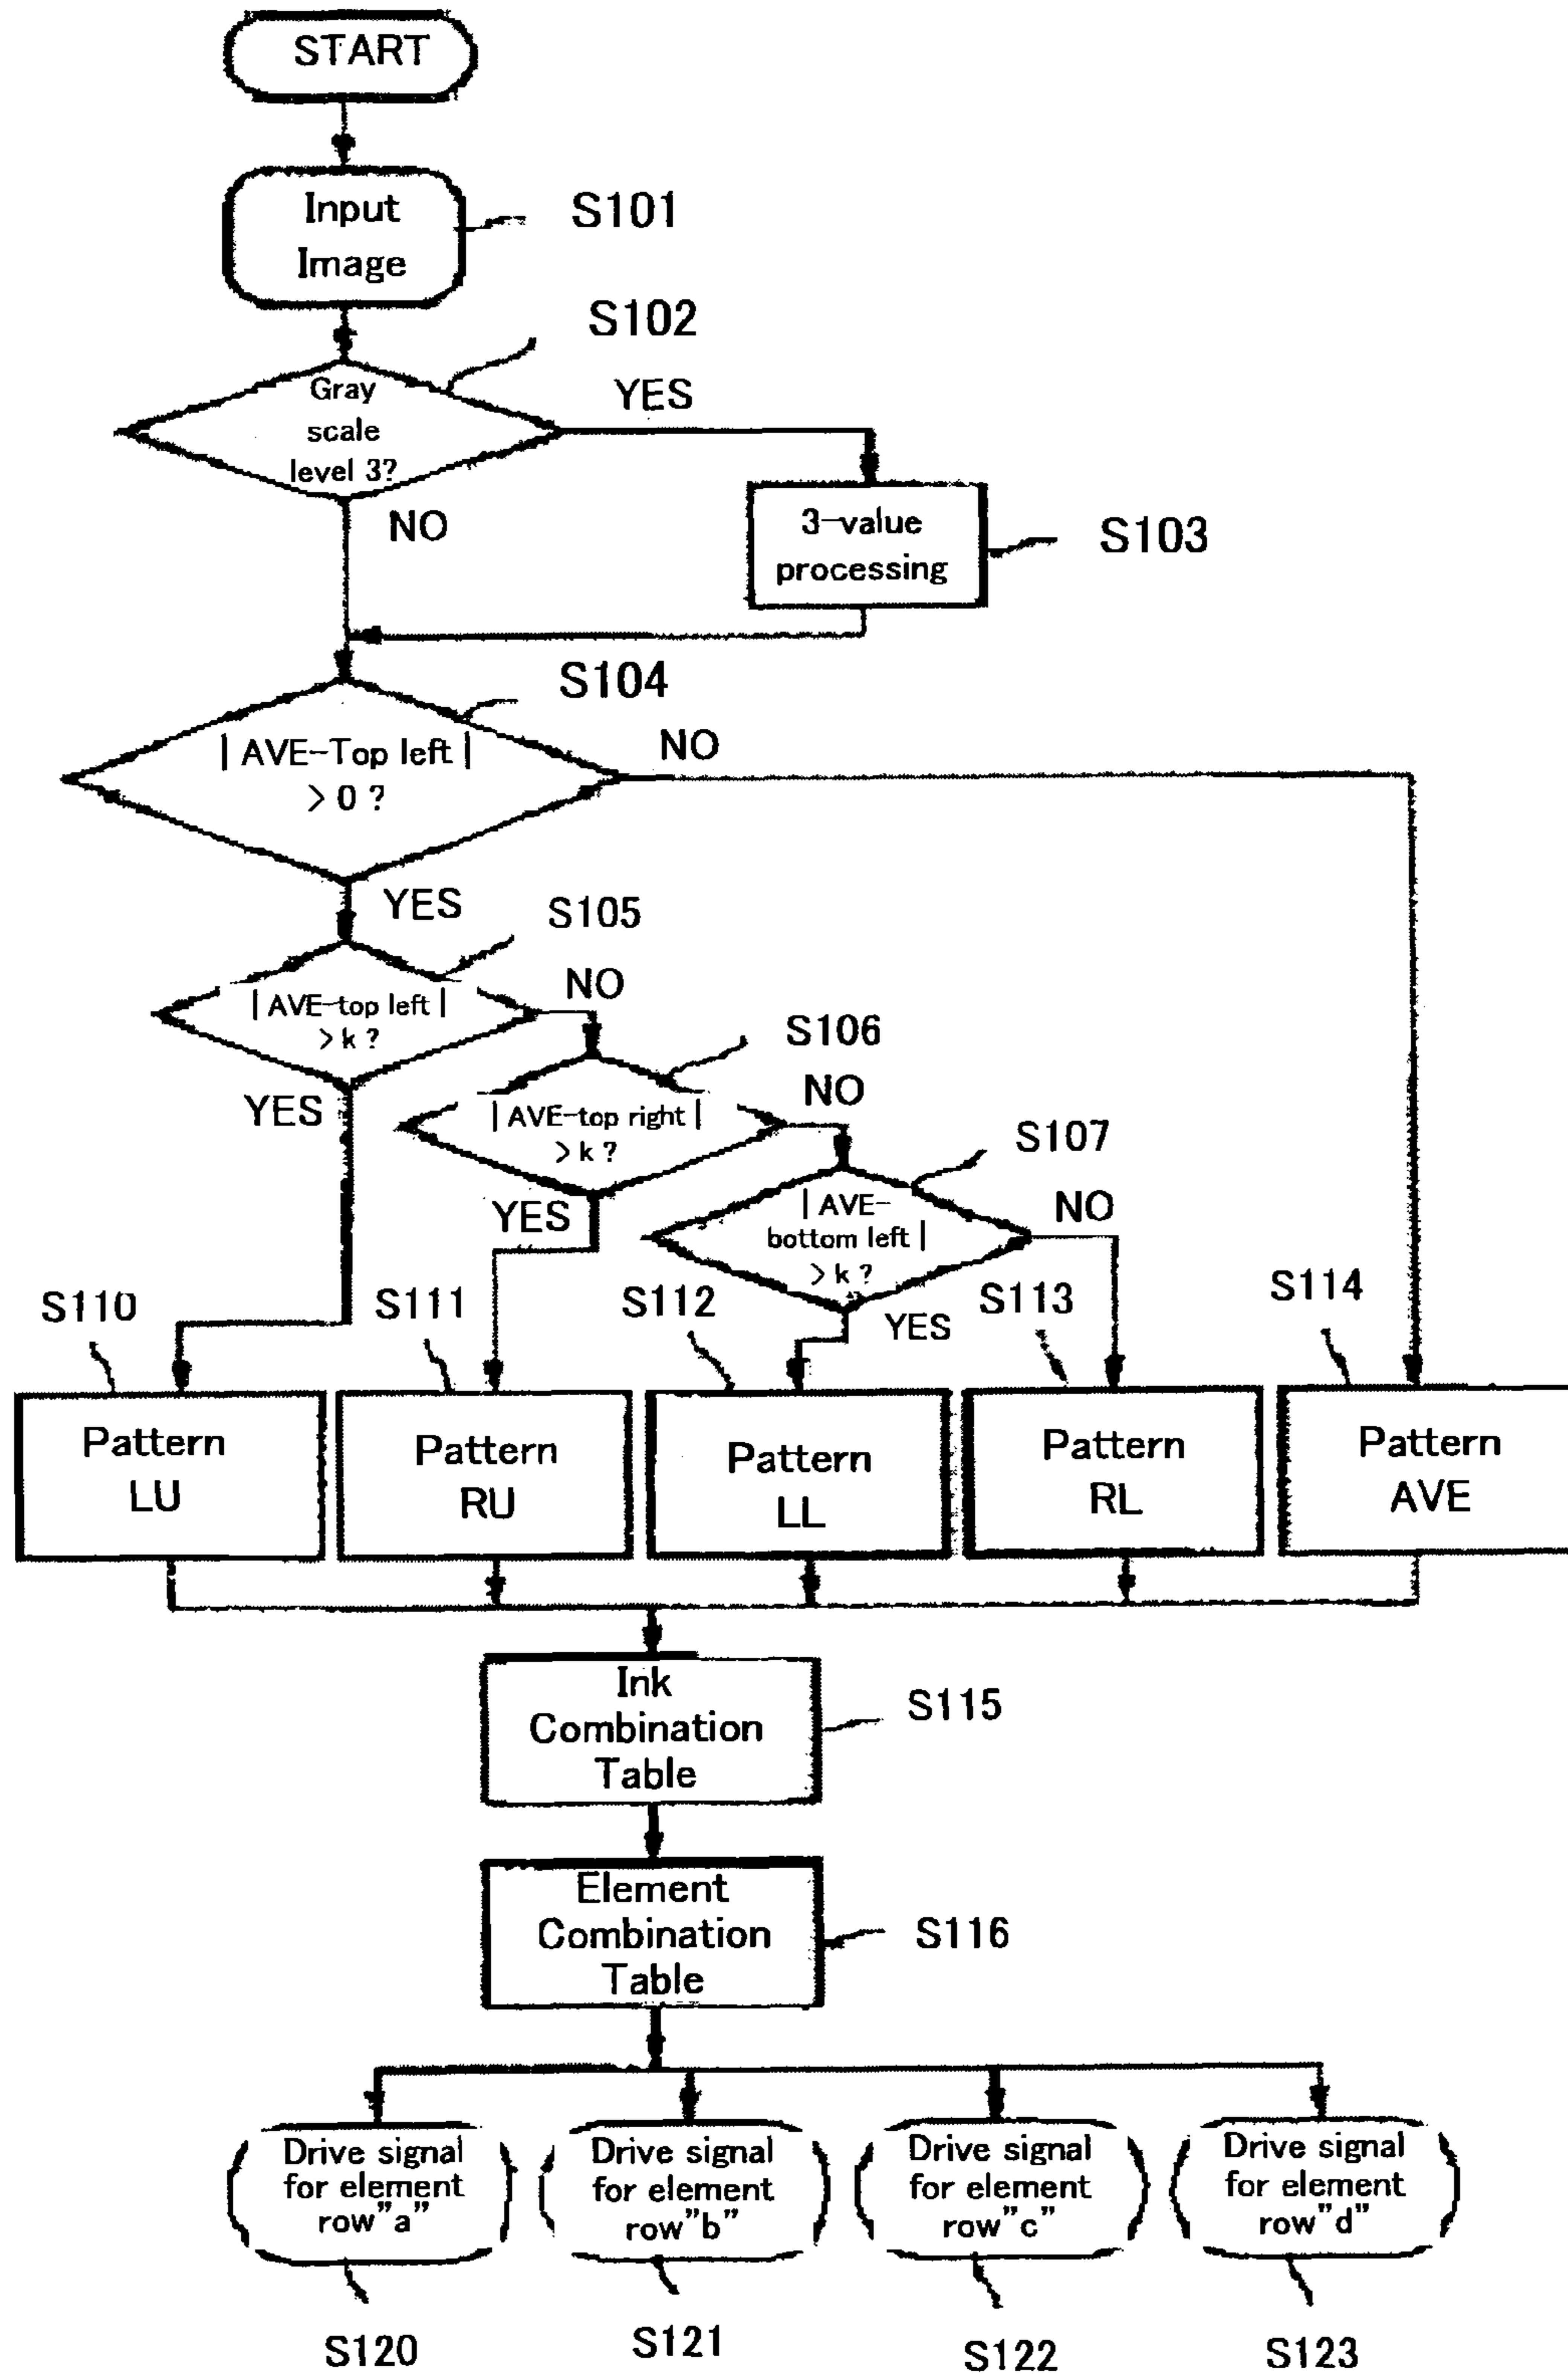 START
Input
Image
S101
S102
Gray
scale
level 3?
YES
NO
3-value
processing
S103
S104
| AVE-Top left |
> 0 ?
NO
YES
S105
| AVE-top left |
> k ?
NO
YES
S106
| AVE-top right |
> k ?
NO
YES
S107
| AVE-
bottom left |
> k ?
NO
YES
S110
S111
S112
S113
S114
Pattern
LU
Pattern
RU
Pattern
LL
Pattern
RL
Pattern
AVE
Ink
Combination
Table
S115
Element
Combination
Table
S116
Drive signal
for element
row"a"
Drive signal
for element
row"b"
Drive signal
for element
row"c"
Drive signal
for element
row"d"
S120
S121
S122
S123